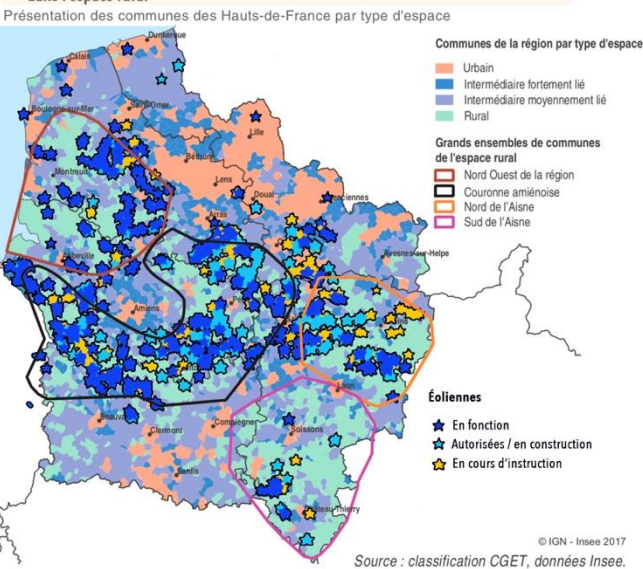 dans l'espace rural
Présentation des communes des Hauts-de-France par type d'espace
Communes de la région par type d'espace
Urbain
Intermédiaire fortement lié
Intermédiaire moyennement lié
Rural
Grands ensembles de communes
de l'espace rural
Nord Ouest de la région
Couronne amiénoise
Nord de l'Aisne
Sud de l'Aisne
Dunkerque
Calais
Boulogne-sur-Mer
Saint-Omer
Lille
Montreuil
Lens
Douai
Arras
Abbeville
Avesnes-sur-Helpe
Amiens
Laon
Beauvais
Clermont
Compiègne
Soissons
Senlis
Château-Thierry
Éoliennes
En fonction
Autorisées / en construction
En cours d'instruction
© IGN - Insee 2017
Source : classification CGET, données Insee.